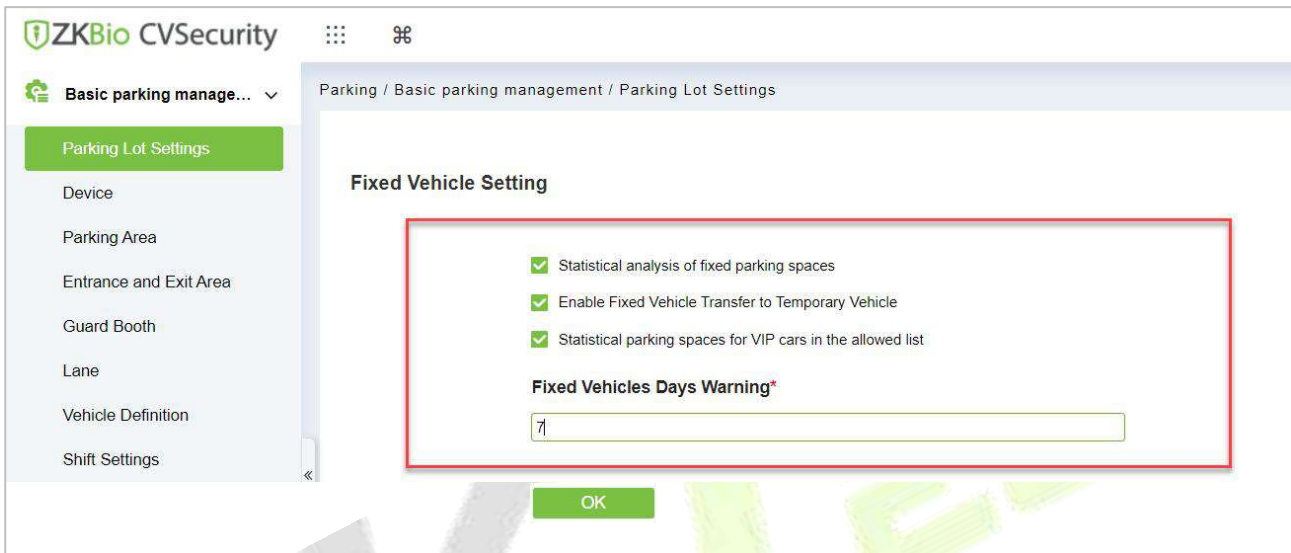 ZKBio CVSecurity
Basic parking manage...
Parking / Basic parking management / Parking Lot Settings
Parking Lot Settings
Device
Parking Area
Entrance and Exit Area
Guard Booth
Lane
Vehicle Definition
Shift Settings
Fixed Vehicle Setting
Statistical analysis of fixed parking spaces
Enable Fixed Vehicle Transfer to Temporary Vehicle
Statistical parking spaces for VIP cars in the allowed list
Fixed Vehicles Days Warning*
7
OK